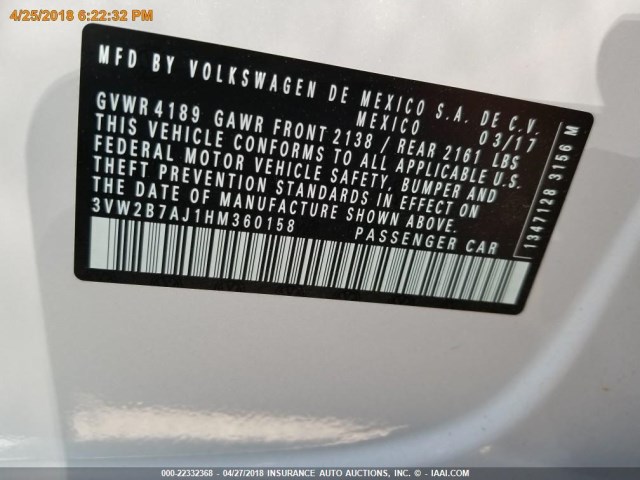 4/25/2018 6:22:32 PM
MFD BY VOLKSWAGEN DE MEXICO S.A. DE C.V.
MEXICO
GVWR 4189 GAWR FRONT 2138 / REAR 2161 LBS 03/17
THIS VEHICLE CONFORMS TO ALL APPLICABLE U.S.
FEDERAL MOTOR VEHICLE SAFETY, BUMPER AND
THEFT PREVENTION STANDARDS IN EFFECT ON
THE DATE OF MANUFACTURE SHOWN ABOVE.
3VW2B7AJ1HM360158 PASSENGER CAR
1347128 3156 M
000-22332368 - 04/27/2018 INSURANCE AUTO AUCTIONS, INC. - © IAAI.COM